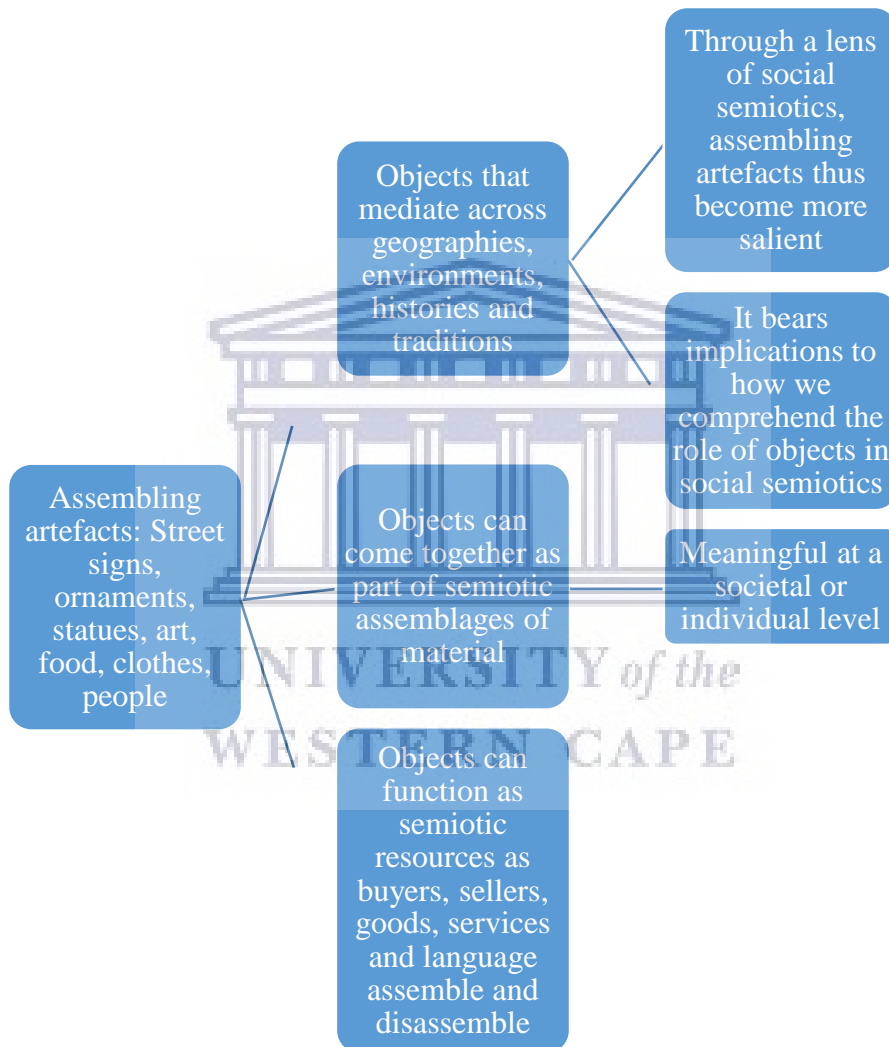 Assembling
artefacts: Street
signs,
ornaments,
statues, art,
food, clothes,
people
Objects that
mediate across
geographies,
environments,
histories and
traditions
Through a lens
of social
semiotics,
assembling
artefacts thus
become more
salient
It bears
implications to
how we
comprehend the
role of objects in
social semiotics
Objects can
come together as
part of semiotic
assemblages of
material
Meaningful at a
societal or
individual level
Objects can
function as
semiotic
resources as
buyers, sellers,
goods, services
and language
assemble and
disassemble
UNIVERSITY of the
WESTERN CAPE